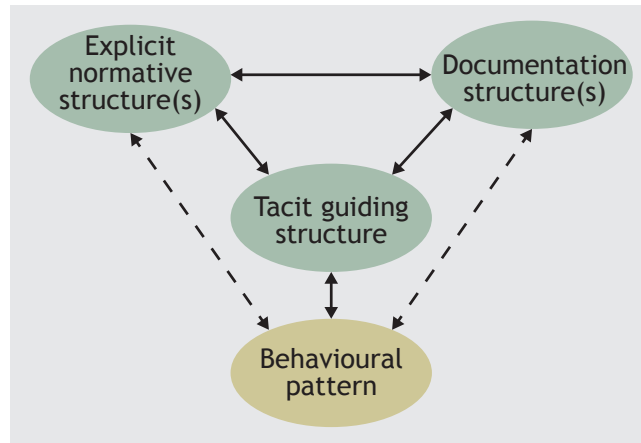 Explicit
normative
structure(s)
Documentation
structure(s)
Tacit guiding
structure
Behavioural
pattern